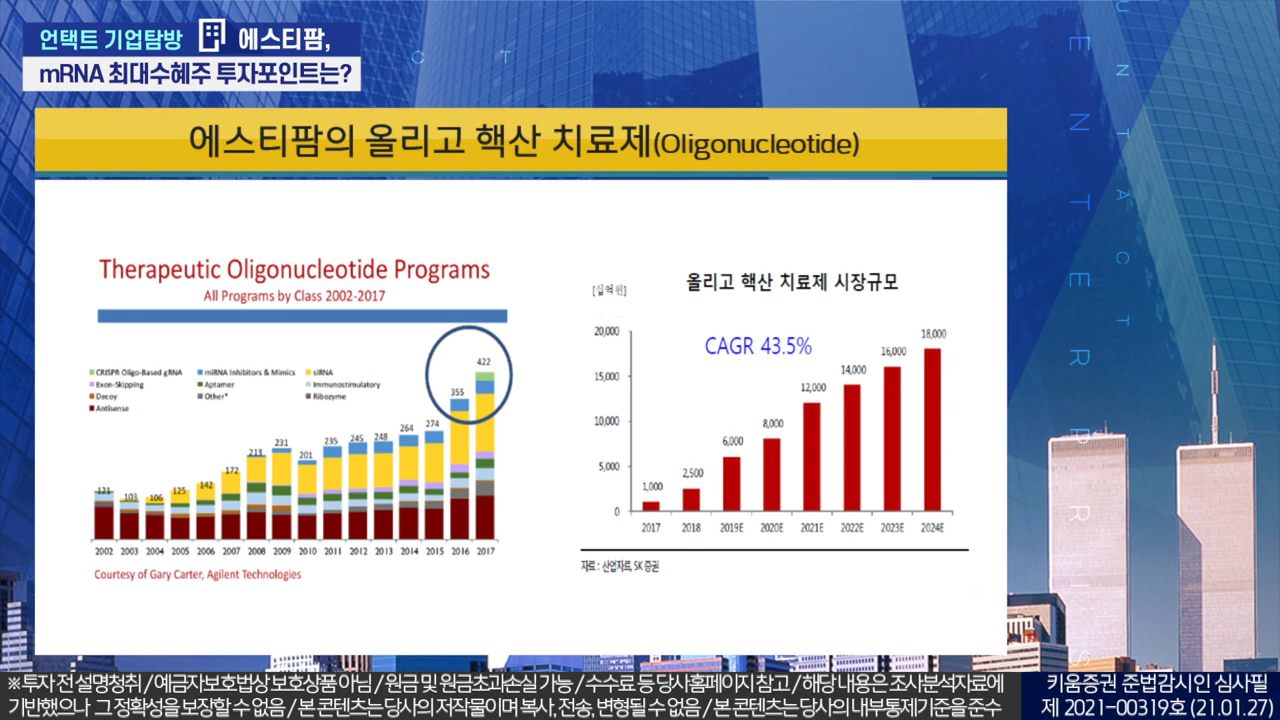 언택트 기업탐방 에스티팜,
mRNA 최대수혜주 투자포인트는?
C T
UNTACT
ENTERPRIS
에스티팜의 올리고 핵산 치료제(Oligonucleotide)
Therapeutic Oligonucleotide Programs
All Programs by Class 2002-2017
CRISPR Oligo-Based gRNA
miRNA Inhibitors & Mimics
siRNA
Exon-Skipping
Aptamer
Immunostimulatory
Decoy
Other*
Ribozyme
Antisense
121 103 106 125 142 172 213 231 201 235 245 248 264 274 355 422
2002 2003 2004 2005 2006 2007 2008 2009 2010 2011 2012 2013 2014 2015 2016 2017
Courtesy of Gary Carter, Agilent Technologies
올리고 핵산 치료제 시장규모
[십억 원]
CAGR 43.5%
20,000
15,000
10,000
5,000
0
1,000 2,500 6,000 8,000 12,000 14,000 16,000 18,000
2017 2018 2019E 2020E 2021E 2022E 2023E 2024E
자료 : 산업자료, SK 증권
※투자 전 설명청취 / 예금자보호법상 보호상품 아님 / 원금 및 원금초과손실 가능 / 수수료 등 당사홈페이지 참고 / 해당 내용은 조사분석자료에
기반했으나 그 정확성을 보장할 수 없음 / 본 콘텐츠는 당사의 저작물이며 복사, 전송, 변형될 수 없음 / 본 콘텐츠는 당사의 내부통제기준을 준수
키움증권 준법감시인 심사필
제 2021-00319호 (21.01.27)